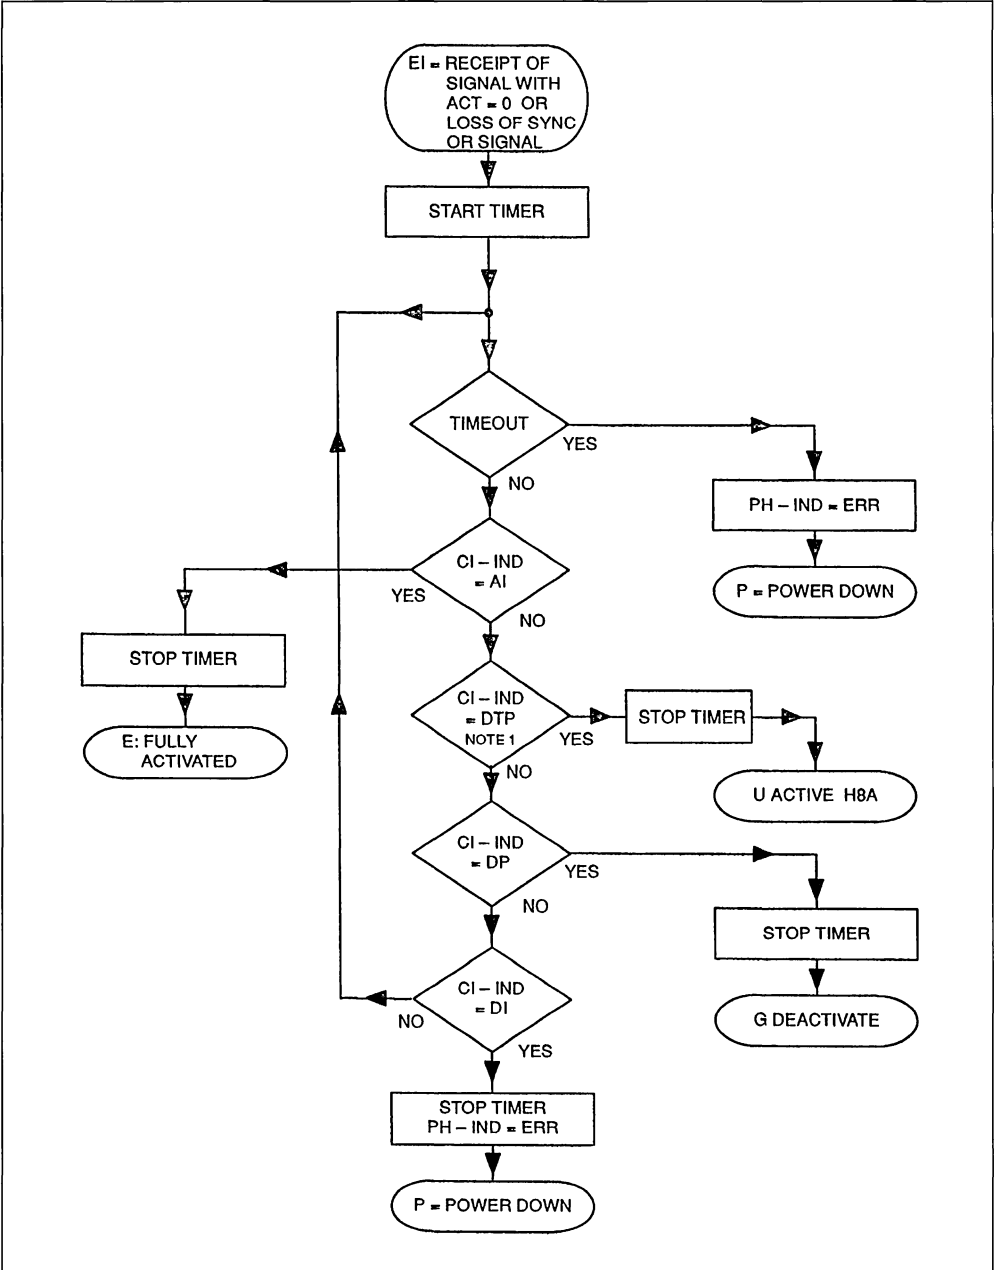 EI = RECEIPT OF
SIGNAL WITH
ACT = 0 OR
LOSS OF SYNC
OR SIGNAL
START TIMER
TIMEOUT
YES
NO
PH – IND = ERR
P = POWER DOWN
CI – IND
= AI
YES
NO
STOP TIMER
E: FULLY
ACTIVATED
CI – IND
= DTP
NOTE 1
YES
NO
STOP TIMER
U ACTIVE H8A
CI – IND
= DP
YES
NO
STOP TIMER
G DEACTIVATE
CI – IND
= DI
NO
YES
STOP TIMER
PH – IND = ERR
P = POWER DOWN